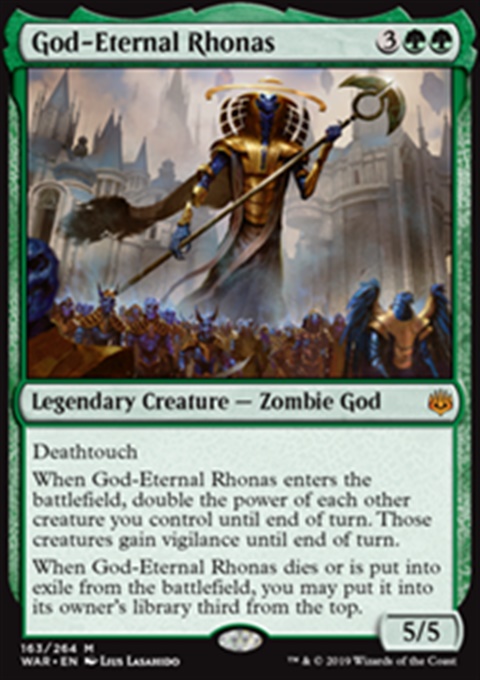 God-Eternal Rhonas 3
Legendary Creature — Zombie God
Deathtouch
When God-Eternal Rhonas enters the
battlefield, double the power of each other
creature you control until end of turn. Those
creatures gain vigilance until end of turn.
When God-Eternal Rhonas dies or is put into
exile from the battlefield, you may put it into
its owner's library third from the top.
5/5
163/264 M
WAR • EN Lius Lasahido
™ & © 2019 Wizards of the Coast